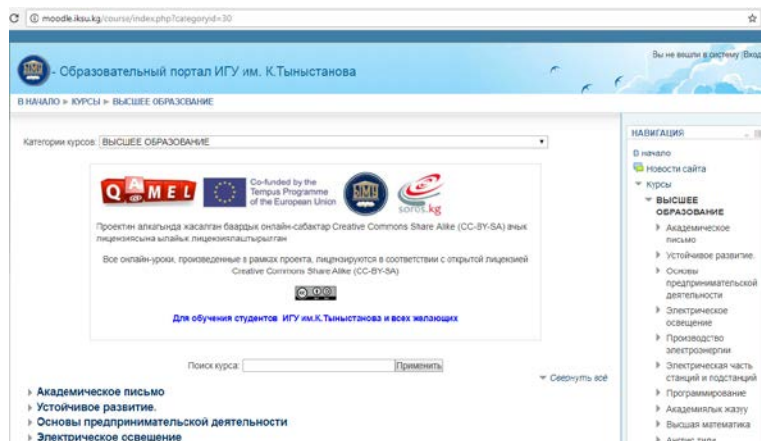 moodle.iksu.kg/course/index.php?categoryid=30
Вы не вошли в систему (Вход
- Образовательный портал ИГУ им. К.Тыныстанова
В НАЧАЛО ► КУРСЫ ► ВЫСШЕЕ ОБРАЗОВАНИЕ
Категории курсов: ВЫСШЕЕ ОБРАЗОВАНИЕ
QAMEL
Co-funded by the
Tempus Programme
of the European Union
soros.kg
Проектин алкагында жасалган баардык онлайн-сабактар Creative Commons Share Alike (CC-BY-SA) ачык
лицензиясына ылайык лицензиялаштырылган
Все онлайн-уроки, произведенные в рамках проекта, лицензируются в соответствии с открытой лицензией
Creative Commons Share Alike (CC-BY-SA)
Для обучения студентов ИГУ им.К.Тыныстанова и всех желающих
Поиск курса: Применить
Свернуть всё
Академическое письмо
Устойчивое развитие.
Основы предпринимательской деятельности
Электрическое освещение
НАВИГАЦИЯ
В начало
Новости сайта
Курсы
ВЫСШЕЕ
ОБРАЗОВАНИЕ
Академическое
письмо
Устойчивое развитие.
Основы
предпринимательской
деятельности
Электрическое
освещение
Производство
электроэнергии
Электрическая часть
станций и подстанций
Программирование
Академиялык жазуу
Высшая математика
Англис тили